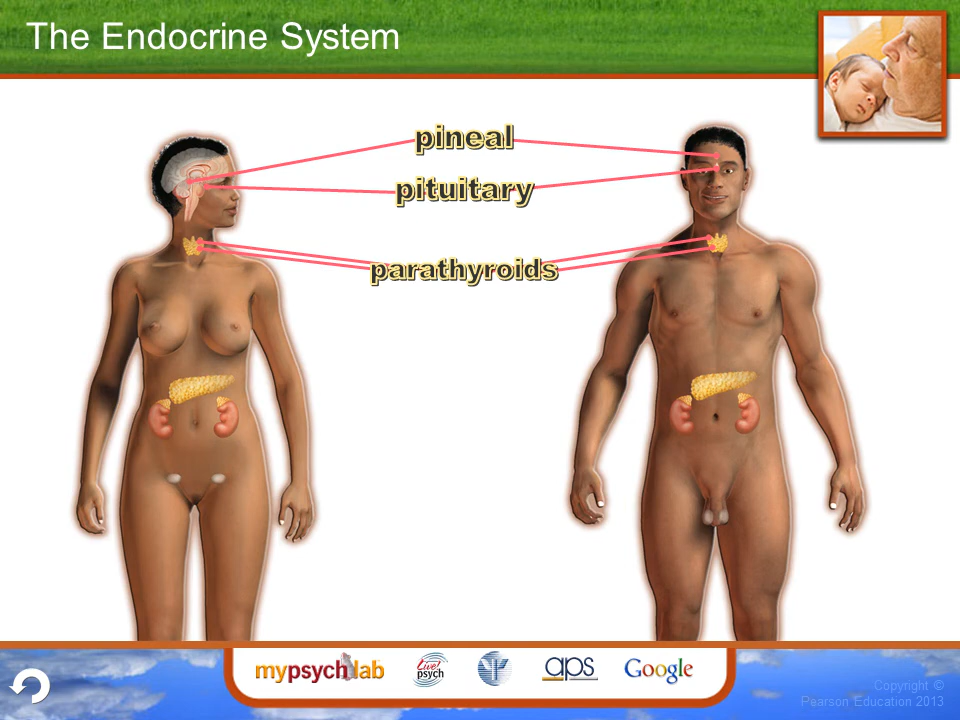 The Endocrine System
pineal
pituitary
parathyroids
mypsychlab
Live!
psych
aps
Google
Copyright ©
Pearson Education 2013